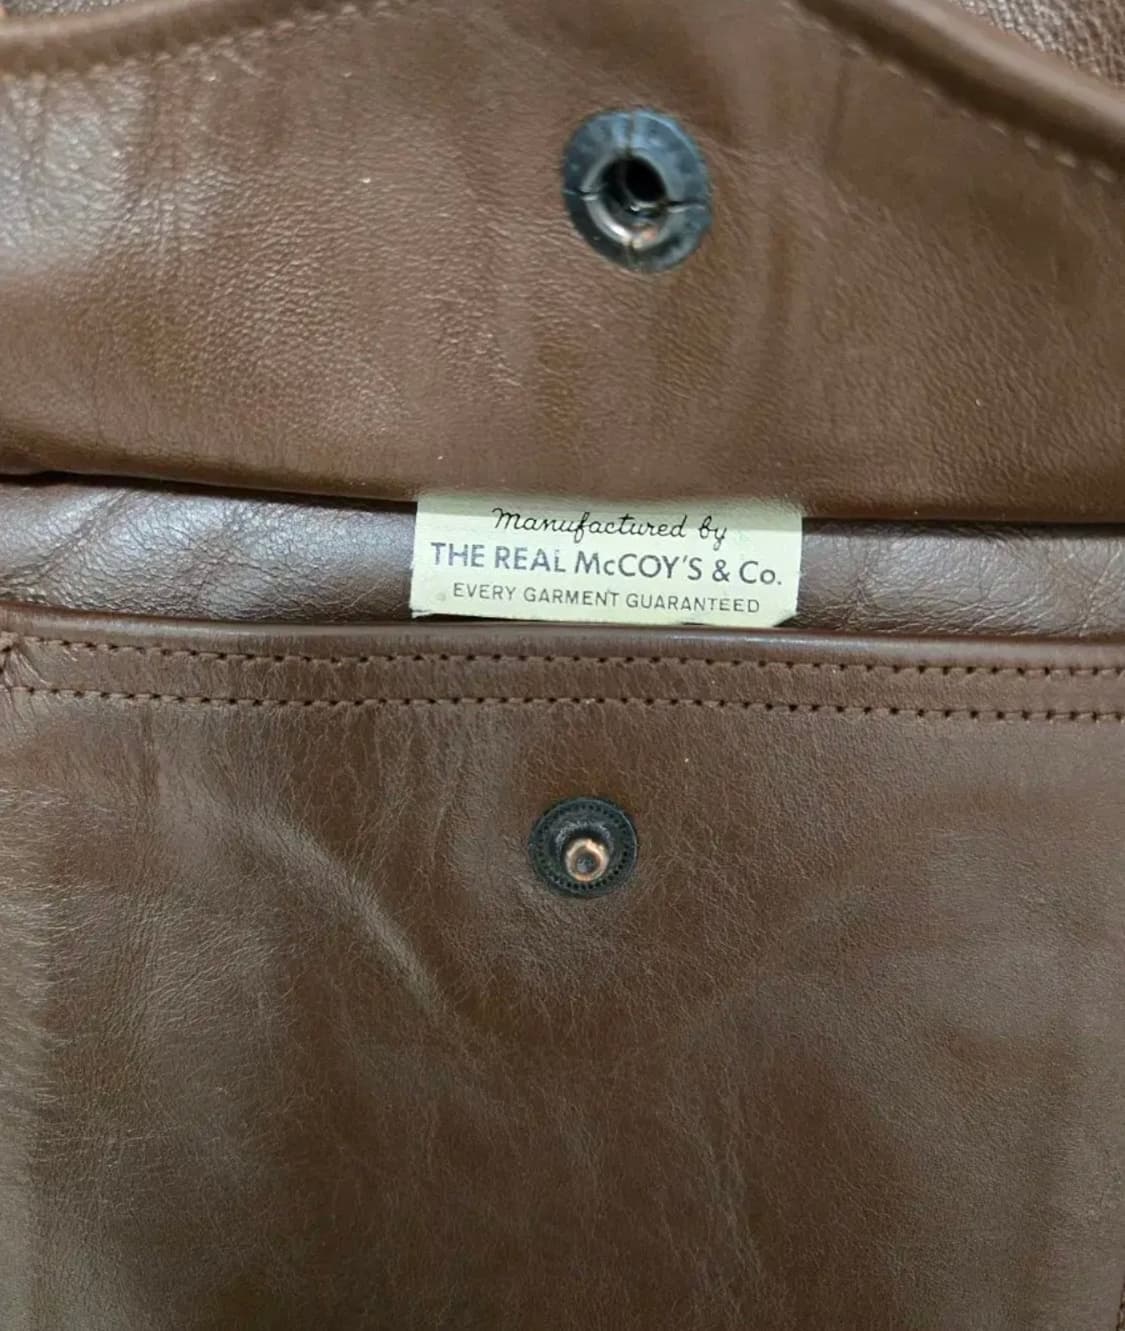 Manufactured by
THE REAL McCOY'S & Co.
EVERY GARMENT GUARANTEED